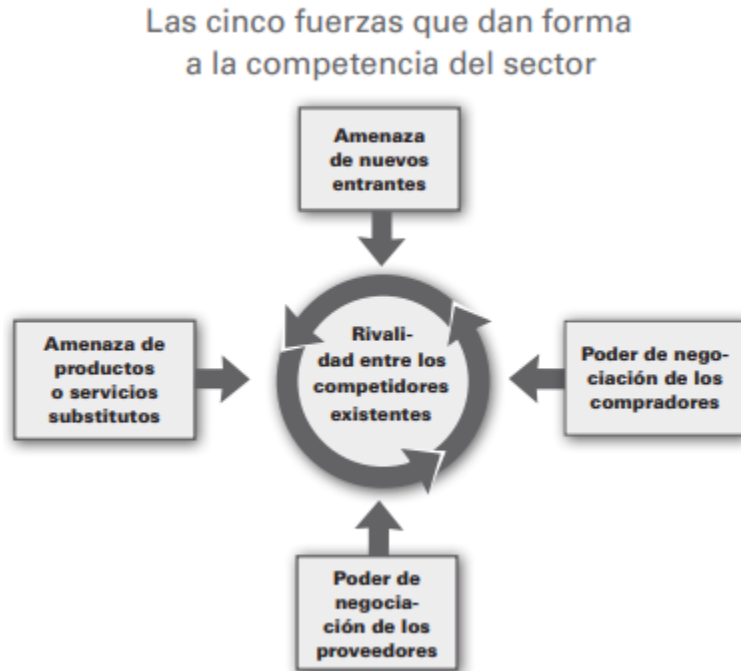 Las cinco fuerzas que dan forma
a la competencia del sector
Amenaza
de nuevos
entrantes
Amenaza de
productos
o servicios
substitutos
Rivali-
dad entre los
competidores
existentes
Poder de nego-
ciación de los
compradores
Poder de
negocia-
ción de los
proveedores